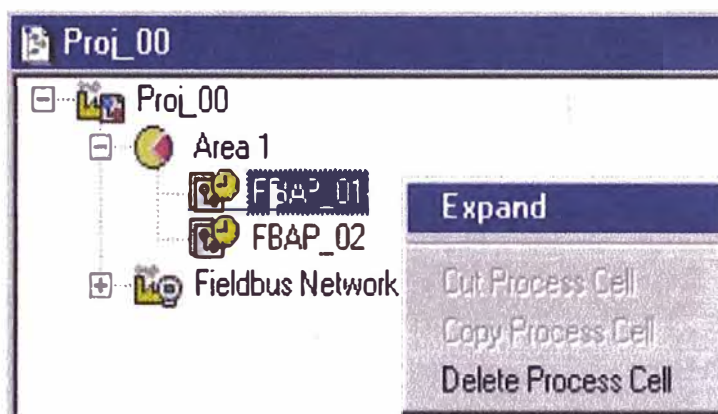 Proj_00
Proj_00
Area 1
FBAP_01
FBAP_02
Fieldbus Network
Expand
Cut Process Cell
Copy Process Cell
Delete Process Cell